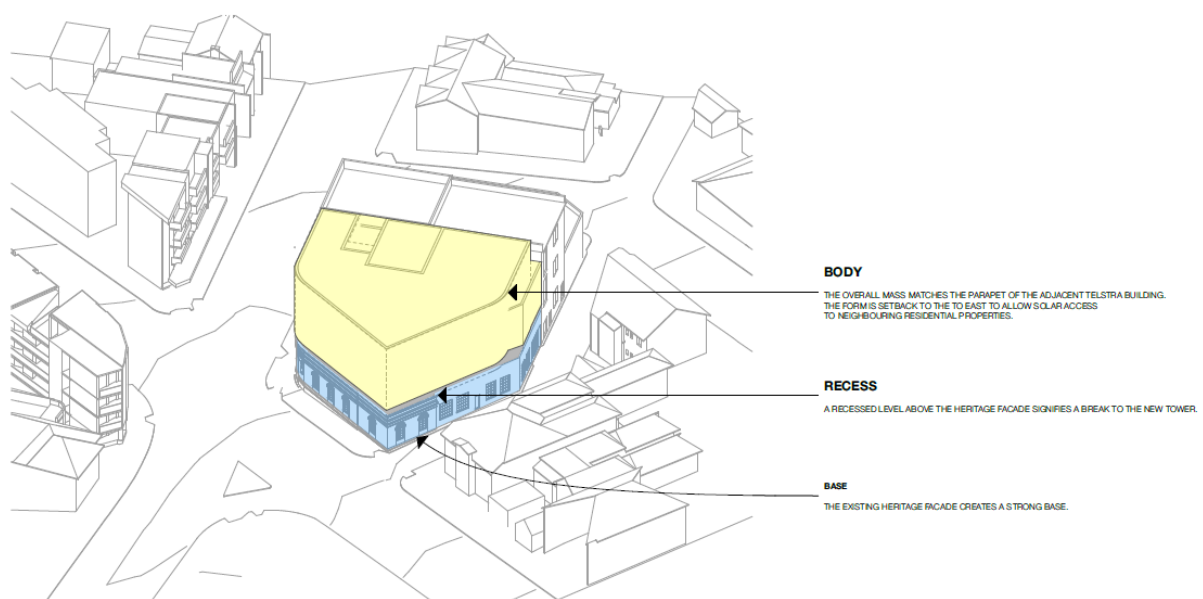 BODY
THE OVERALL MASS MATCHES THE PARAPET OF THE ADJACENT TELSTRA BUILDING.
THE FORM IS SETBACK TO THE TO EAST TO ALLOW SOLAR ACCESS
TO NEIGHBOURING RESIDENTIAL PROPERTIES.
RECESS
A RECESSED LEVEL ABOVE THE HERITAGE FACADE SIGNIFIES A BREAK TO THE NEW TOWER.
BASE
THE EXISTING HERITAGE FACADE CREATES A STRONG BASE.